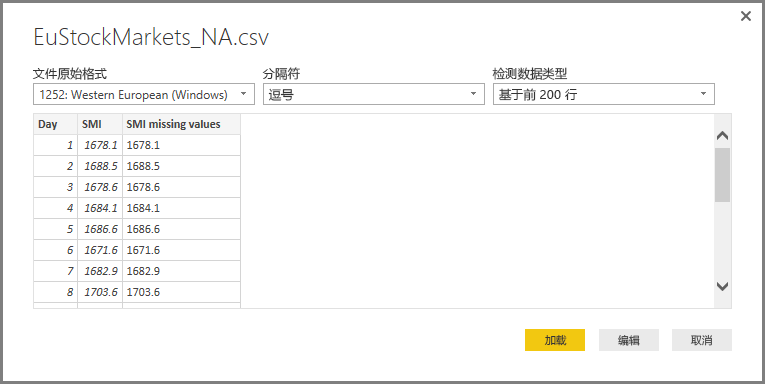 EuStockMarkets_NA.csv
文件原始格式 分隔符 检测数据类型
1252: Western European (Windows) 逗号 基于前 200 行
Day SMI SMI missing values
1 1678.1 1678.1
2 1688.5 1688.5
3 1678.6 1678.6
4 1684.1 1684.1
5 1686.6 1686.6
6 1671.6 1671.6
7 1682.9 1682.9
8 1703.6 1703.6
加载 编辑 取消